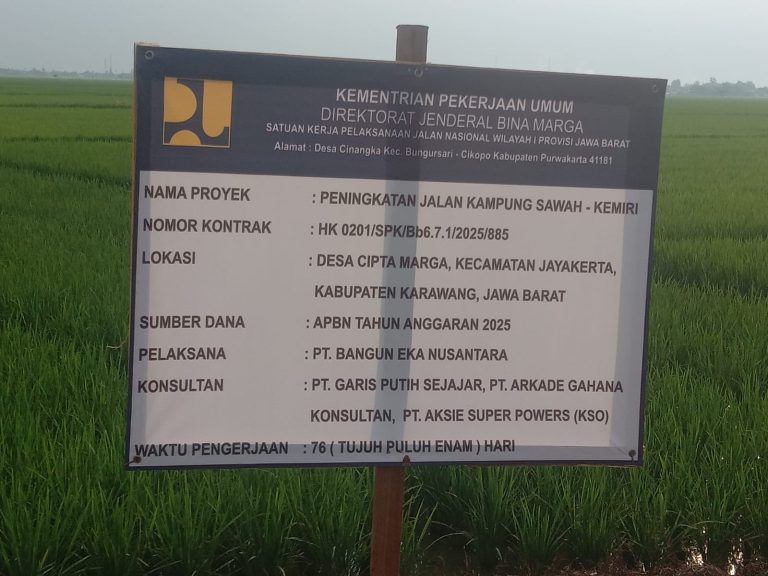 KEMENTRIAN PEKERJAAN UMUM
DIREKTORAT JENDERAL BINA MARGA
SATUAN KERJA PELAKSANAAN JALAN NASIONAL WILAYAH I PROVISI JAWA BARAT
Alamat : Desa Cinangka Kec. Bungursari - Cikopo Kabupaten Purwakarta 41181
NAMA PROYEK : PENINGKATAN JALAN KAMPUNG SAWAH - KEMIRI
NOMOR KONTRAK : HK 0201/SPK/Bb6.7.1/2025/885
LOKASI : DESA CIPTA MARGA, KECAMATAN JAYAKERTA,
KABUPATEN KARAWANG, JAWA BARAT
SUMBER DANA : APBN TAHUN ANGGARAN 2025
PELAKSANA : PT. BANGUN EKA NUSANTARA
KONSULTAN : PT. GARIS PUTIH SEJAJAR, PT. ARKADE GAHANA
KONSULTAN, PT. AKSIE SUPER POWERS (KSO)
WAKTU PENGERJAAN : 76 ( TUJUH PULUH ENAM ) HARI